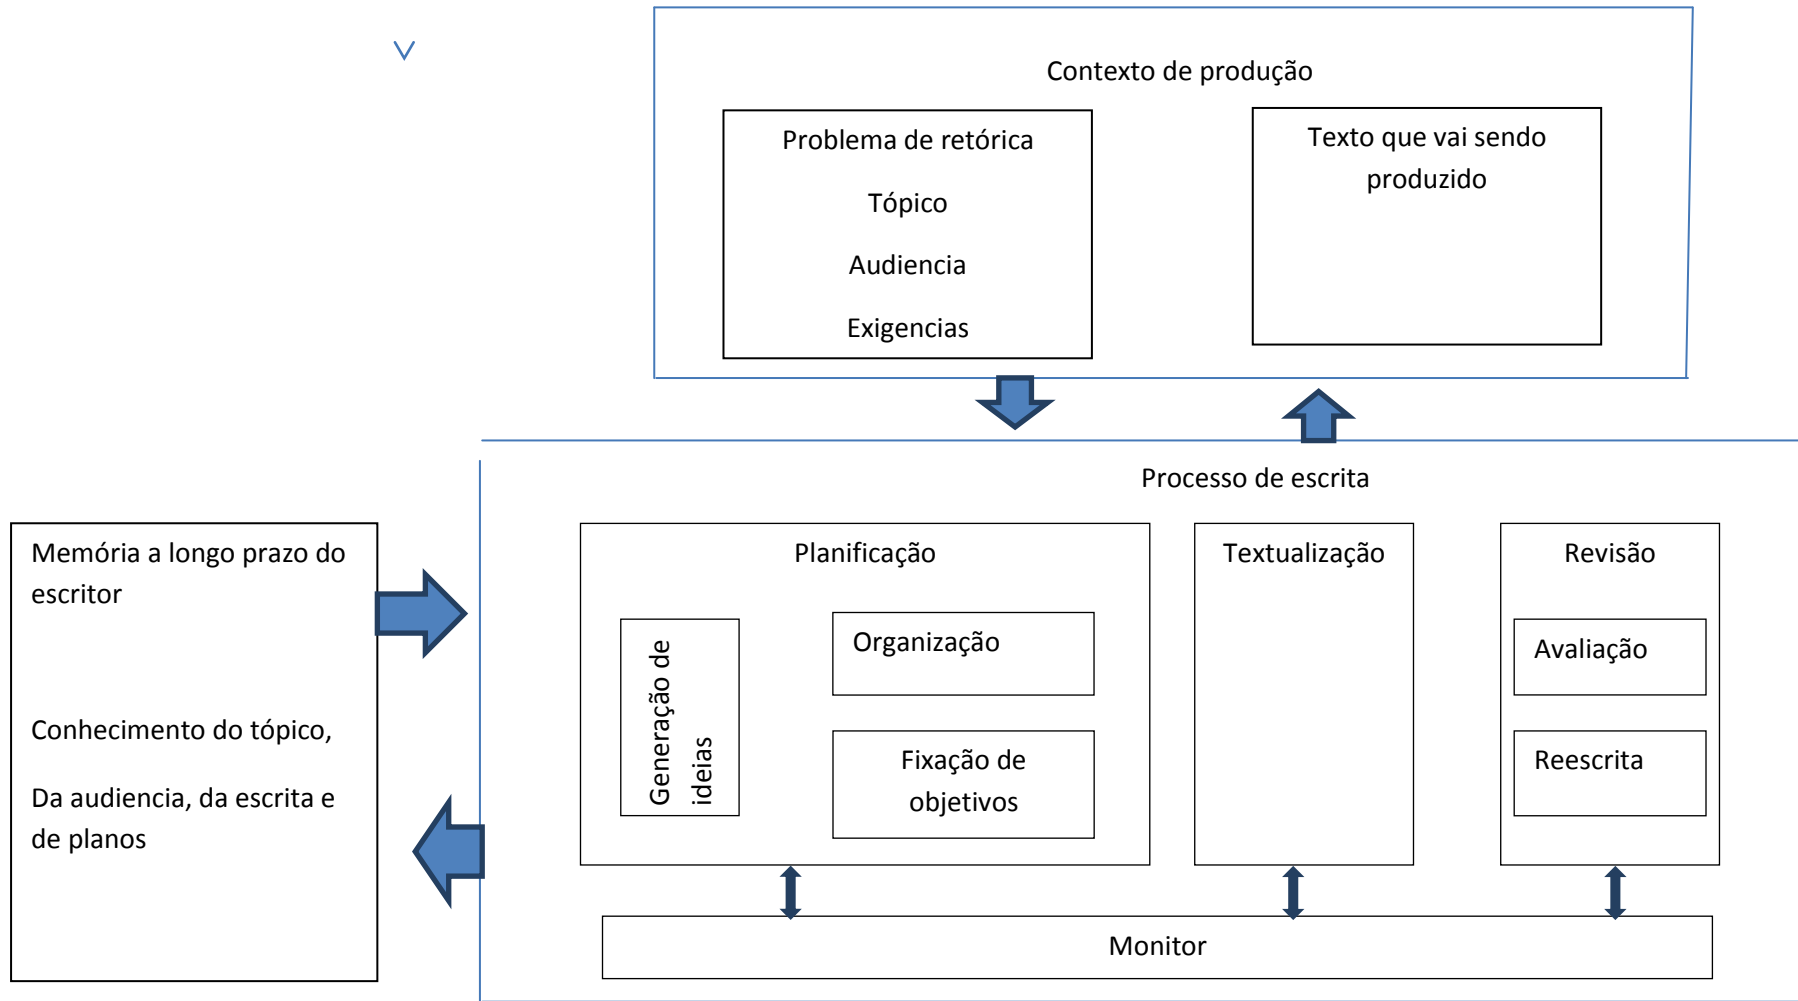 Contexto de produção
Problema de retórica
Tópico
Audiencia
Exigencias
Texto que vai sendo
produzido
Processo de escrita
Memória a longo prazo do
escritor
Conhecimento do tópico,
Da audiencia, da escrita e
de planos
Planificação
Generação de
ideias
Organização
Fixação de
objetivos
Textualização
Revisão
Avaliação
Reescrita
Monitor